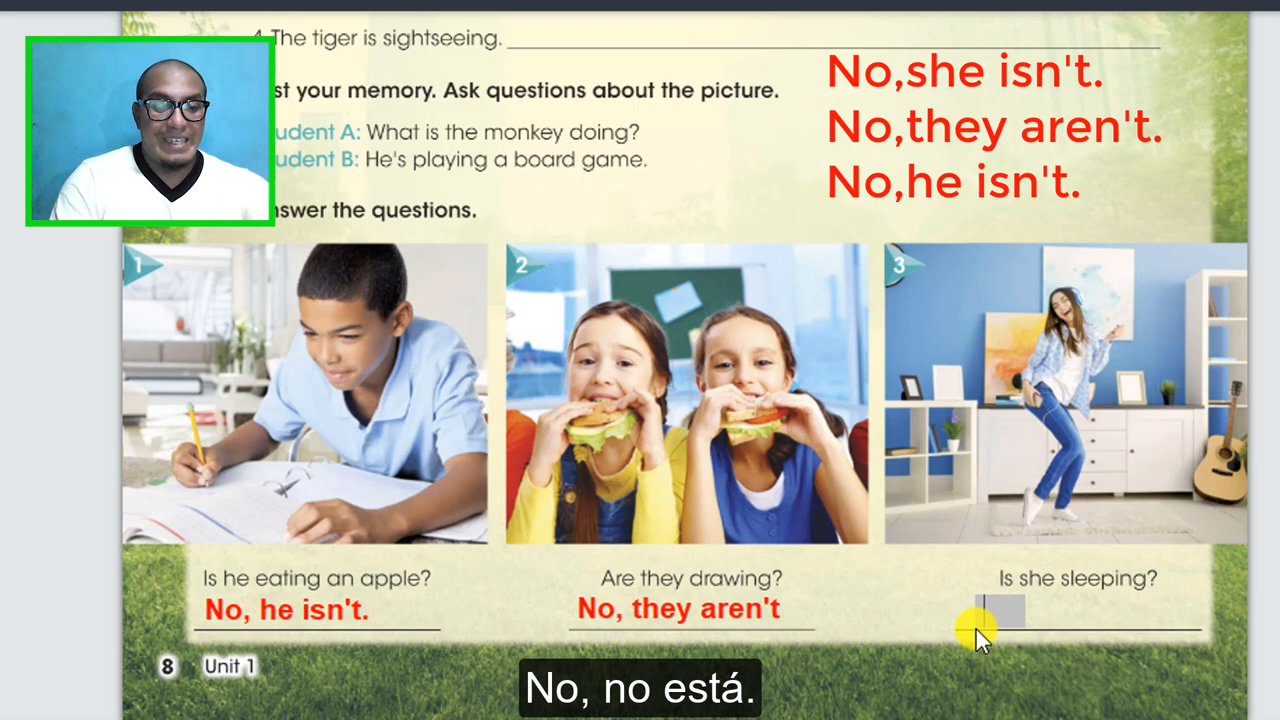 4 The tiger is sightseeing.
st your memory. Ask questions about the picture.
udent A: What is the monkey doing?
udent B: He's playing a board game.
nswer the questions.
No,she isn't.
No,they aren't.
No,he isn't.
1
2
3
Is he eating an apple?
No, he isn't.
Are they drawing?
No, they aren't
Is she sleeping?
8 Unit 1
No, no está.